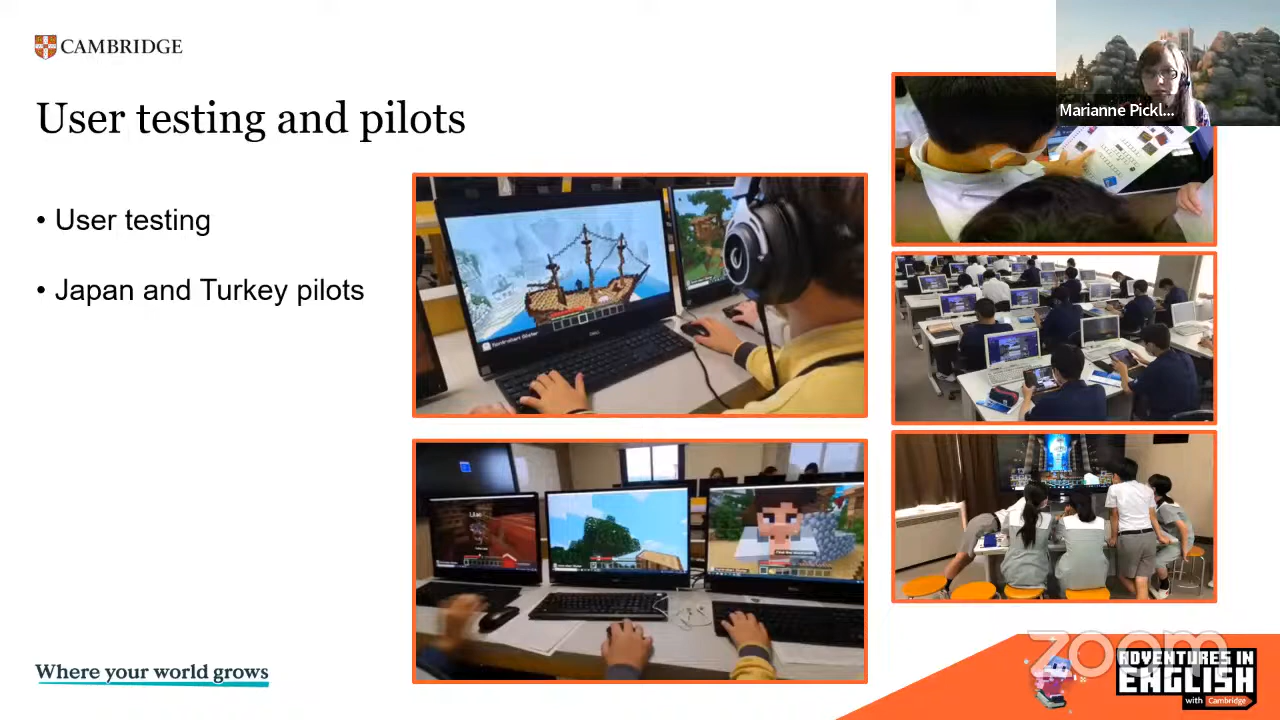 CAMBRIDGE
User testing and pilots
• User testing
• Japan and Turkey pilots
Marianne Pickl...
DELL
Where your world grows
zoom
ADVENTURES IN
ENGLISH
with Cambridge